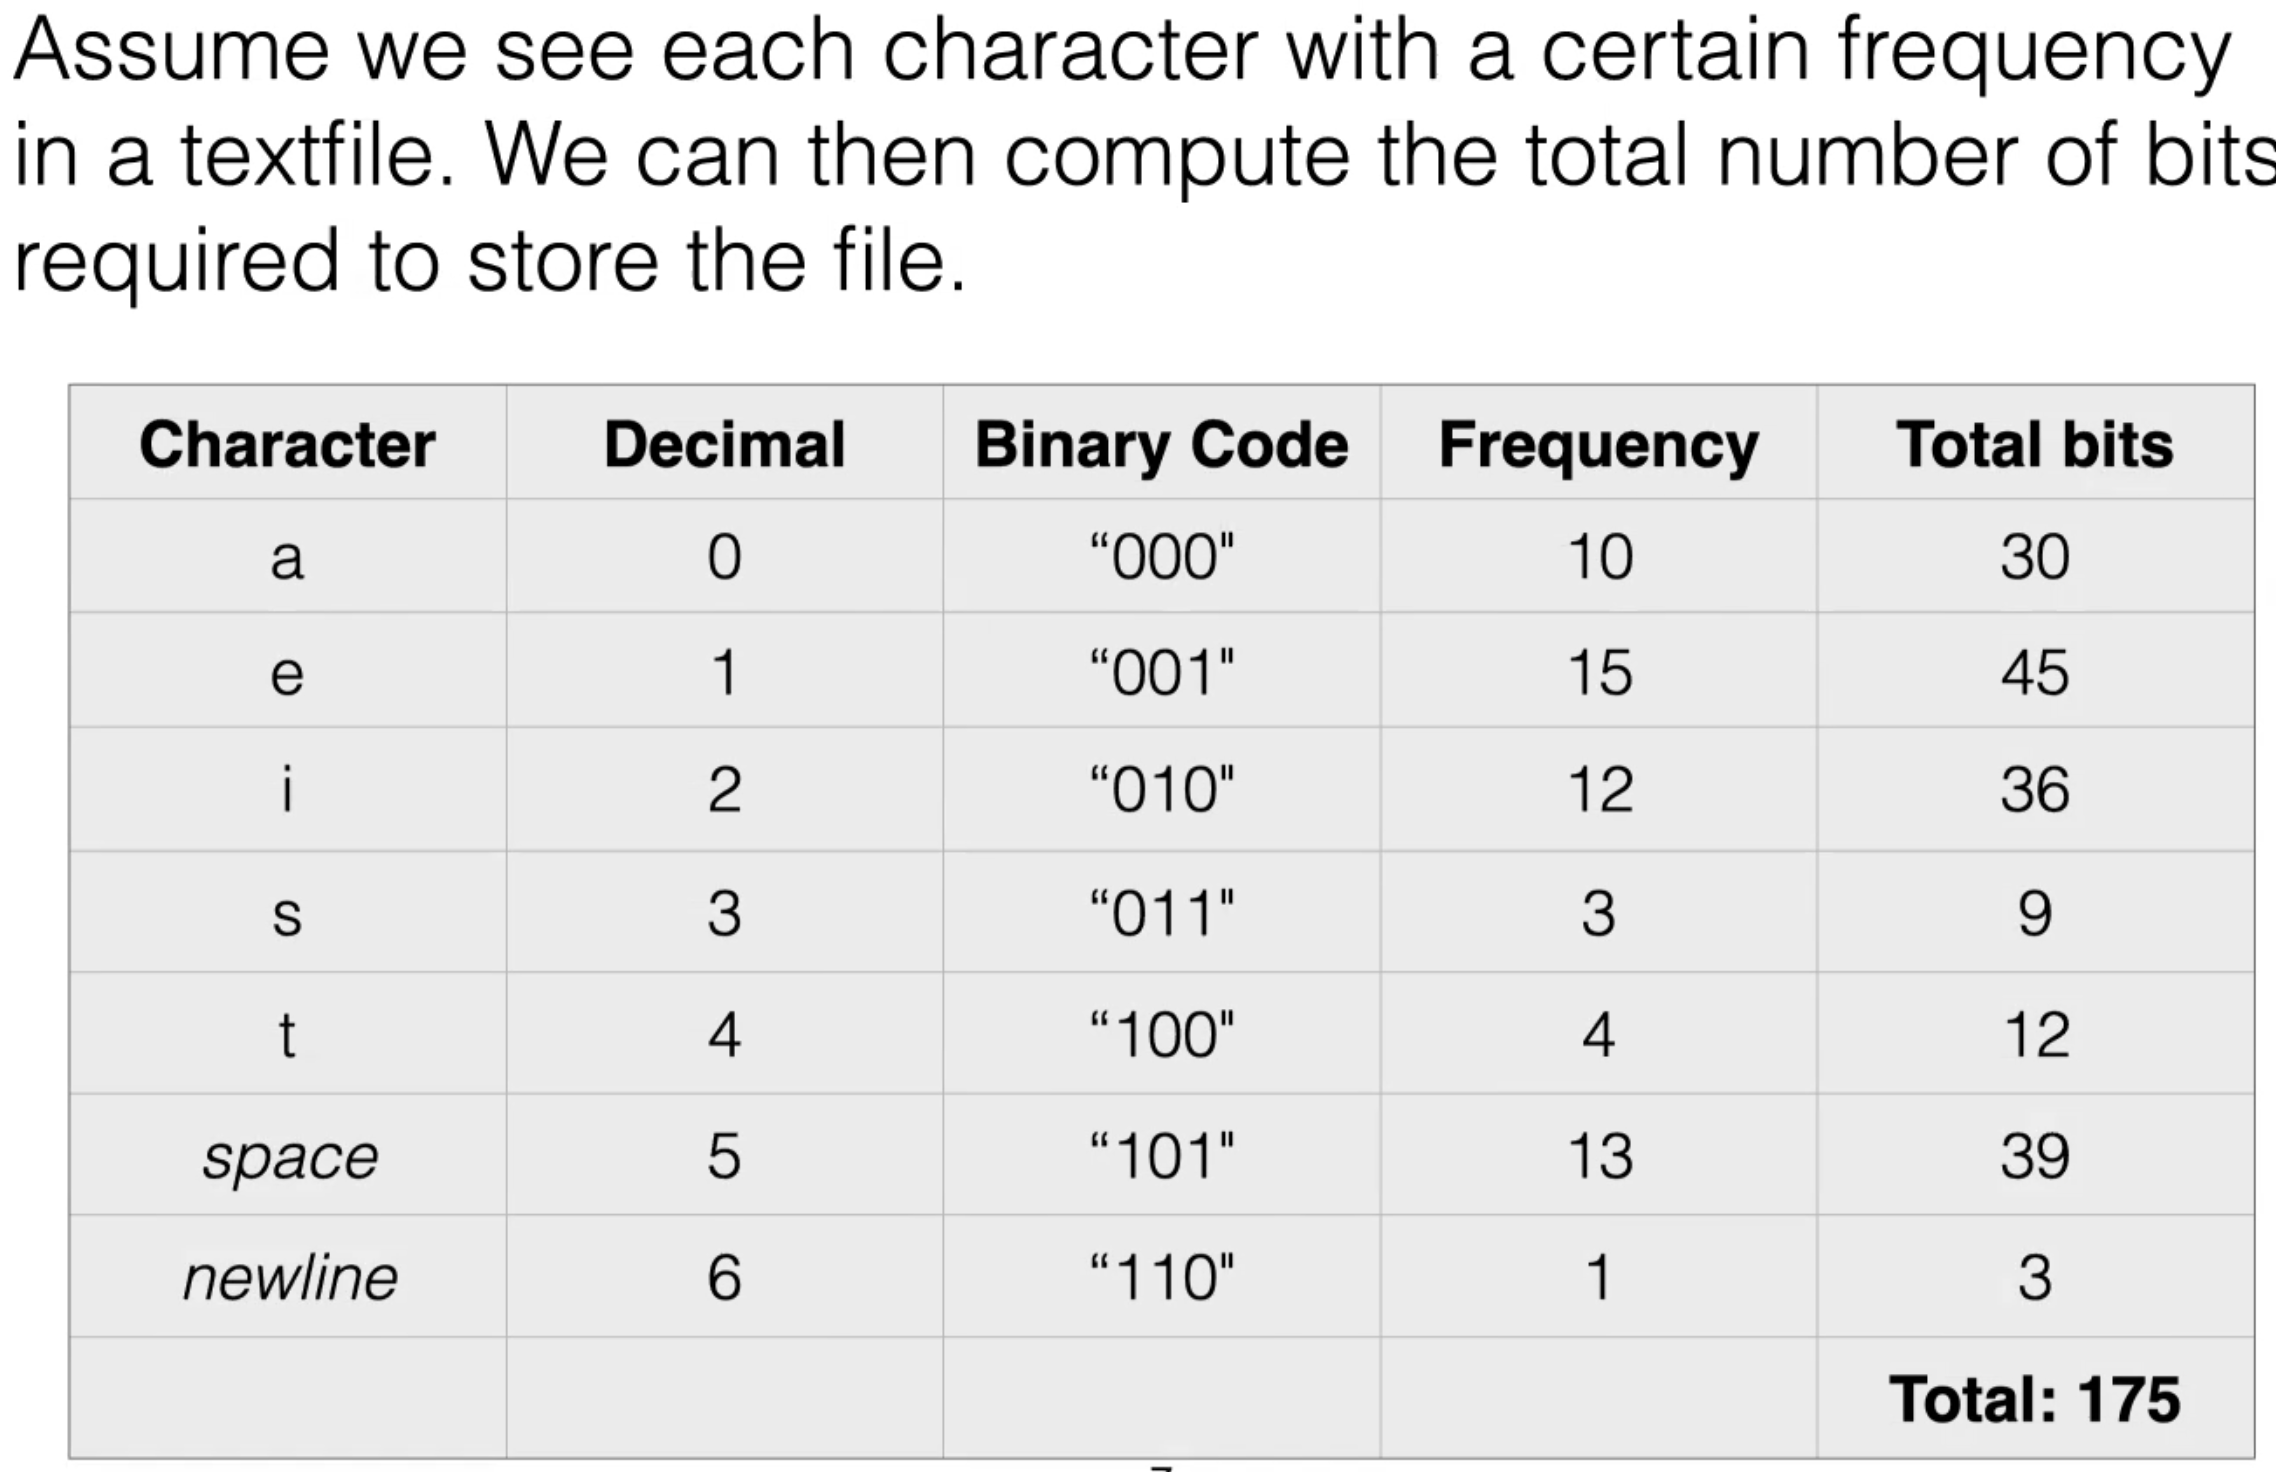 Assume we see each character with a certain frequency
in a textfile. We can then compute the total number of bits
required to store the file.
Character Decimal Binary Code Frequency Total bits
a 0 “000" 10 30
e 1 “001" 15 45
i 2 “010" 12 36
s 3 “011" 3 9
t 4 “100" 4 12
space 5 “101" 13 39
newline 6 “110" 1 3
Total: 175